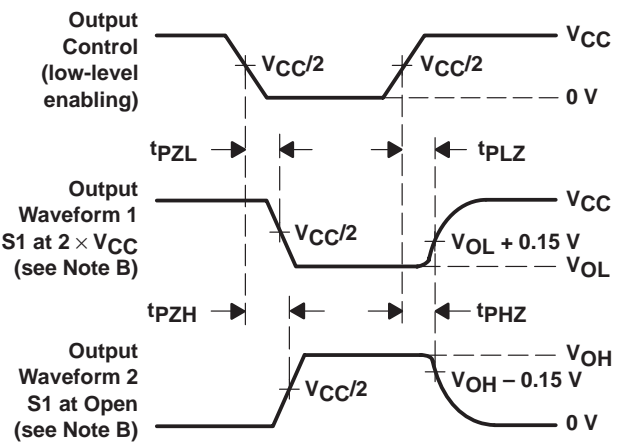 Output
Control
(low-level
enabling)
VCC
VCC/2
VCC/2
0 V
tPZL
tPLZ
Output
Waveform 1
S1 at 2 × VCC
(see Note B)
VCC
VCC/2
VOL + 0.15 V
VOL
tPZH
tPHZ
Output
Waveform 2
S1 at Open
(see Note B)
VOH
VCC/2
VOH – 0.15 V
0 V